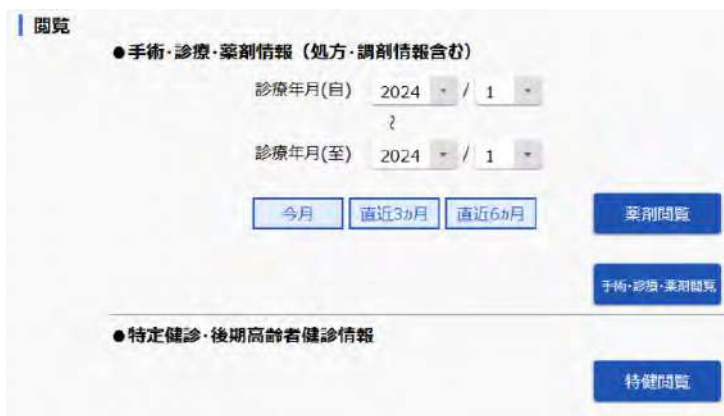 閲覧
●手術･診療･薬剤情報（処方･調剤情報含む）
診療年月(自) 2024 / 1
～
診療年月(至) 2024 / 1
今月 直近3ヵ月 直近6ヵ月 薬剤閲覧
手術･診療･薬剤閲覧
●特定健診･後期高齢者健診情報
特健閲覧